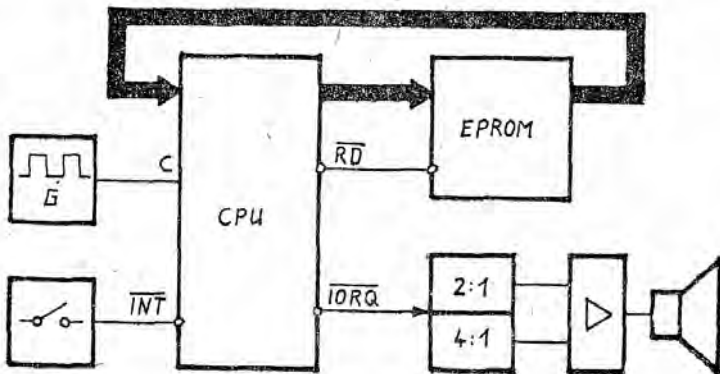 EPROM
C
RD
G
CPU
INT
IORQ
2:1
4:1